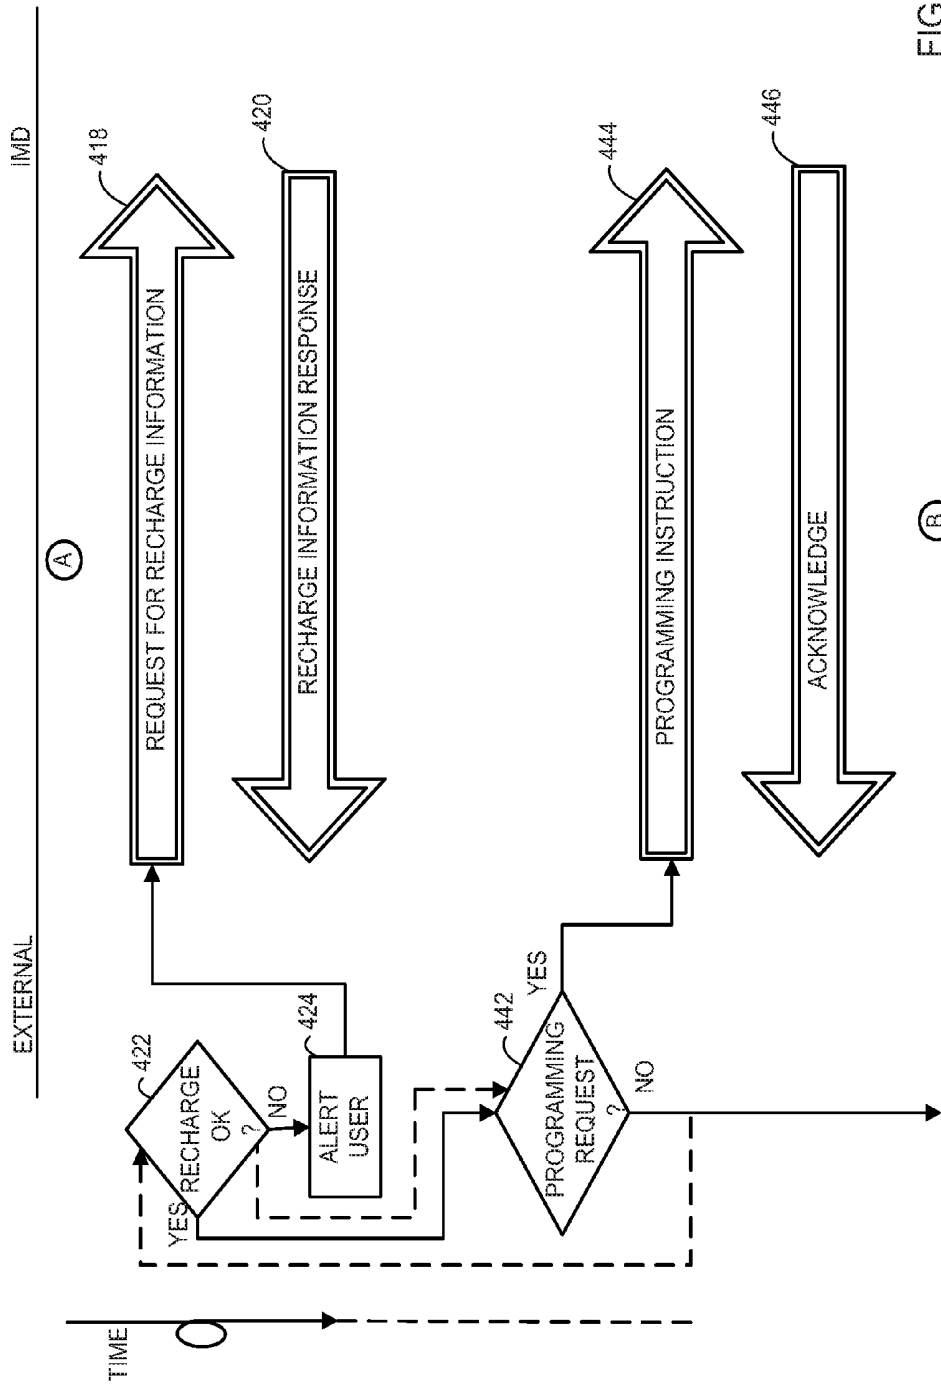 EXTERNAL
IMD
TIME
A
422
RECHARGE
OK
?
YES
NO
424
ALERT
USER
REQUEST FOR RECHARGE INFORMATION
418
RECHARGE INFORMATION RESPONSE
420
442
PROGRAMMING
REQUEST
?
YES
NO
PROGRAMMING INSTRUCTION
444
ACKNOWLEDGE
446
B
FIG